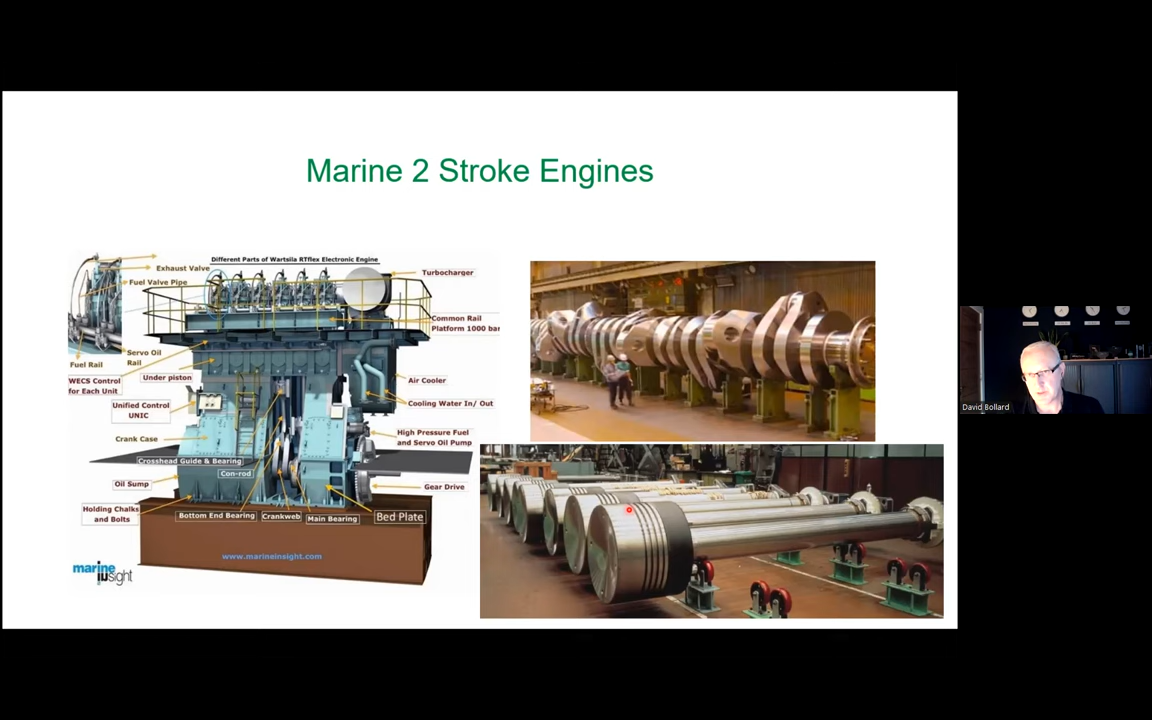 Marine 2 Stroke Engines
Different Parts of Wartsila RTflex Electronic Engine
Exhaust Valve
Fuel Valve Pipe
Turbocharger
Common Rail
Platform 1000 bar
Servo Oil
Rail
Fuel Rail
WECS Control
for Each Unit
Under piston
Air Cooler
Unified Control
UNIC
Cooling Water In/ Out
Crank Case
High Pressure Fuel
and Servo Oil Pump
Crosshead Guide & Bearing
Con-rod
Oil Sump
Gear Drive
Holding Chalks
and Bolts
Bottom End Bearing
Crankweb
Main Bearing
Bed Plate
www.marineinsight.com
marine
insight
David Bollard